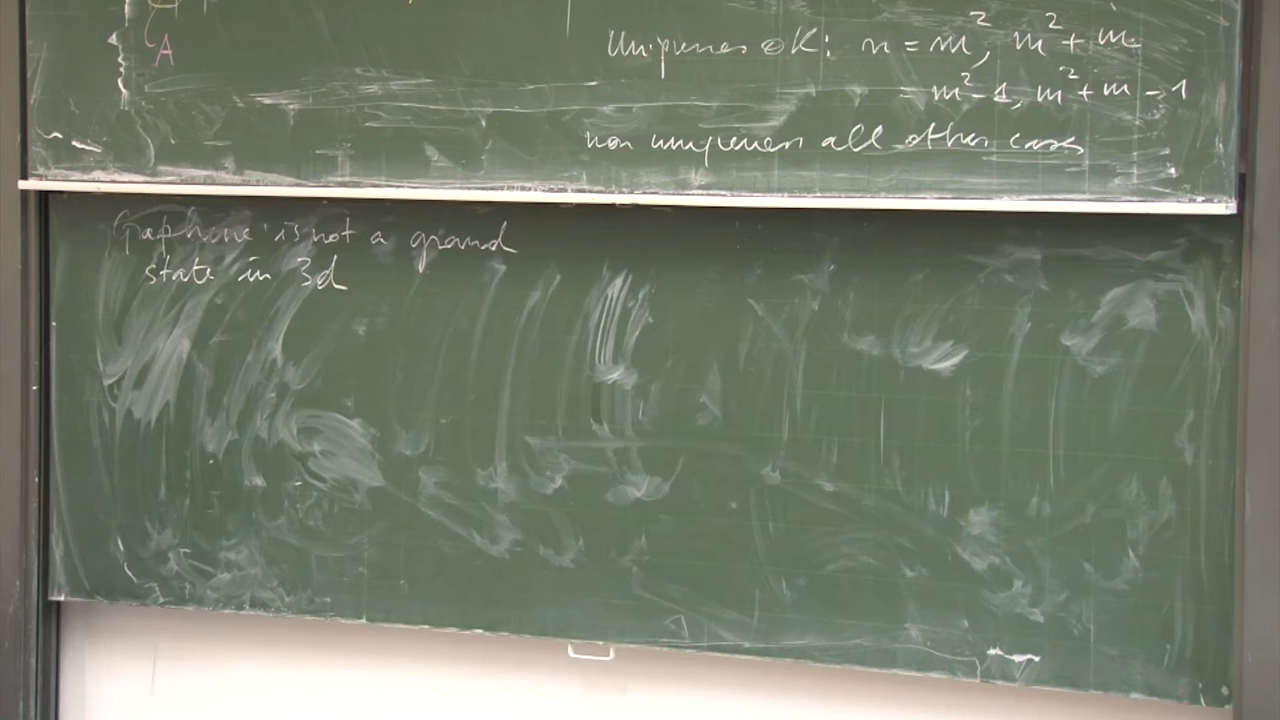 A
Uniqueness OK: n = m², m² + m
= m² - 1, m² + m - 1
non uniqueness all other cases
Graphene is not a ground
state in 3d